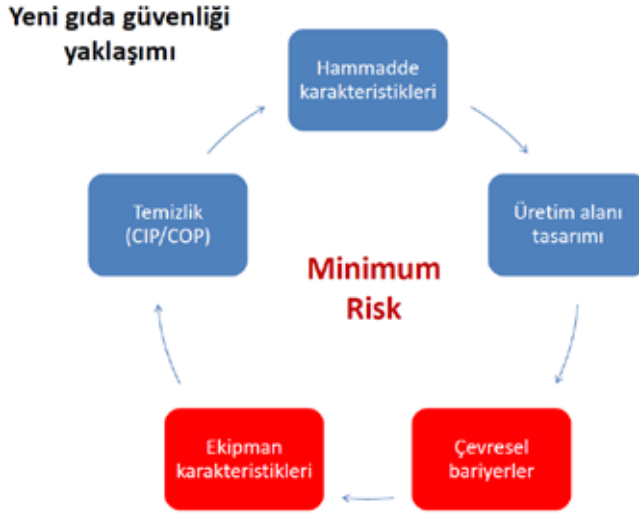 Yeni gıda güvenliği
yaklaşımı
Hammadde
karakteristikleri
Üretim alanı
tasarımı
Çevresel
bariyerler
Ekipman
karakteristikleri
Temizlik
(CIP/COP)
Minimum
Risk